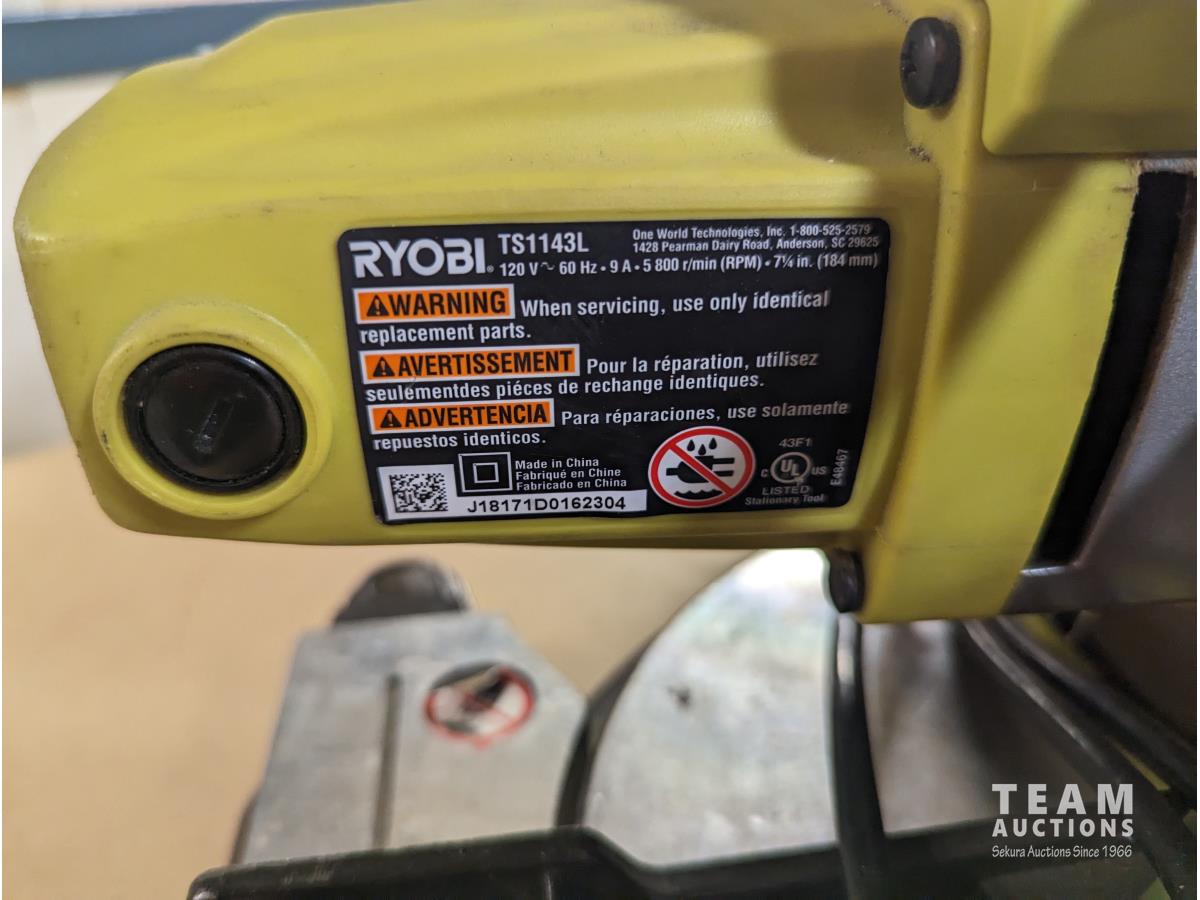 RYOBI® TS1143L
One World Technologies, Inc. 1-800-525-2579
1428 Pearman Dairy Road, Anderson, SC 29625
120 V ~ 60 Hz • 9 A • 5 800 r/min (RPM) • 7¼ in. (184 mm)
⚠WARNING When servicing, use only identical
replacement parts.
⚠AVERTISSEMENT Pour la réparation, utilisez
seulementdes piéces de rechange identiques.
⚠ADVERTENCIA Para réparaciones, use solamente
repuestos identicos.
Made in China
Fabriqué en Chine
Fabricado en China
J18171D0162304
43F1
C UL US
LISTED
Stationary Tool
E48467
TEAM
AUCTIONS
Sekura Auctions Since 1966